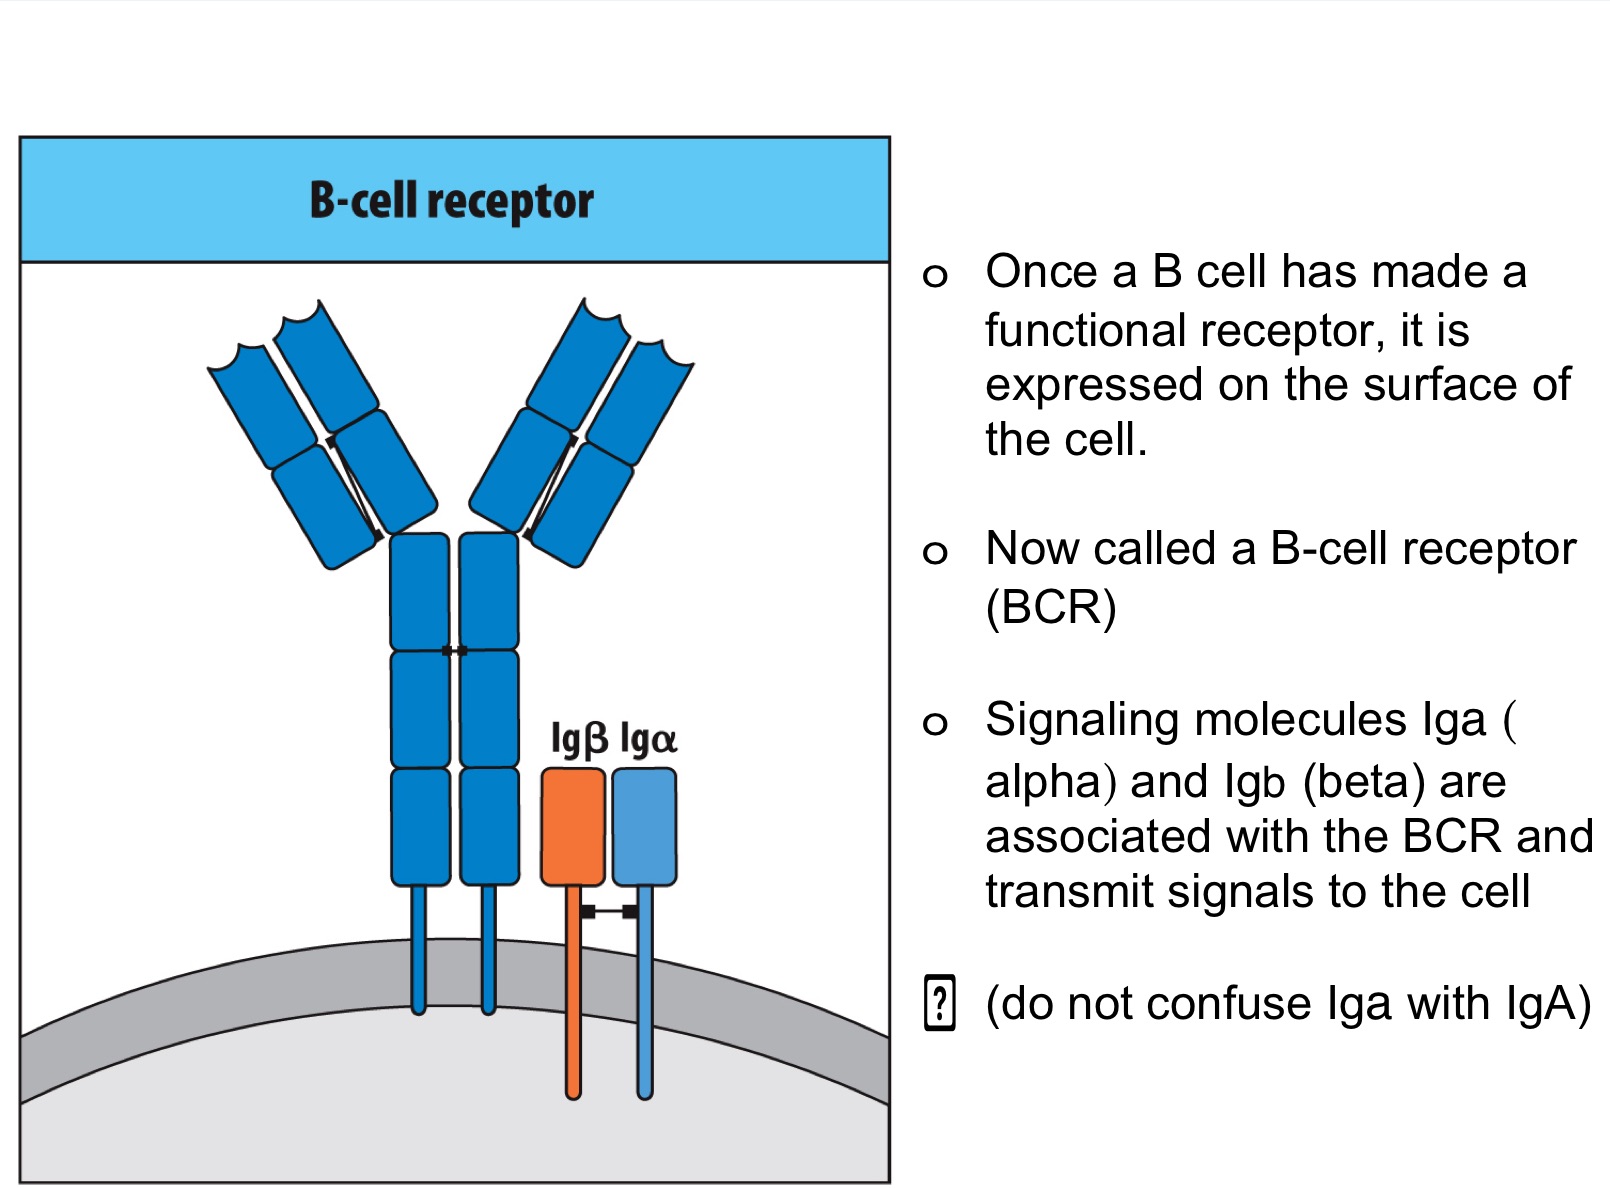 B-cell receptor
Igβ Igα
o Once a B cell has made a
functional receptor, it is
expressed on the surface of
the cell.
o Now called a B-cell receptor
(BCR)
o Signaling molecules Iga (
alpha) and Igb (beta) are
associated with the BCR and
transmit signals to the cell
? (do not confuse Iga with IgA)